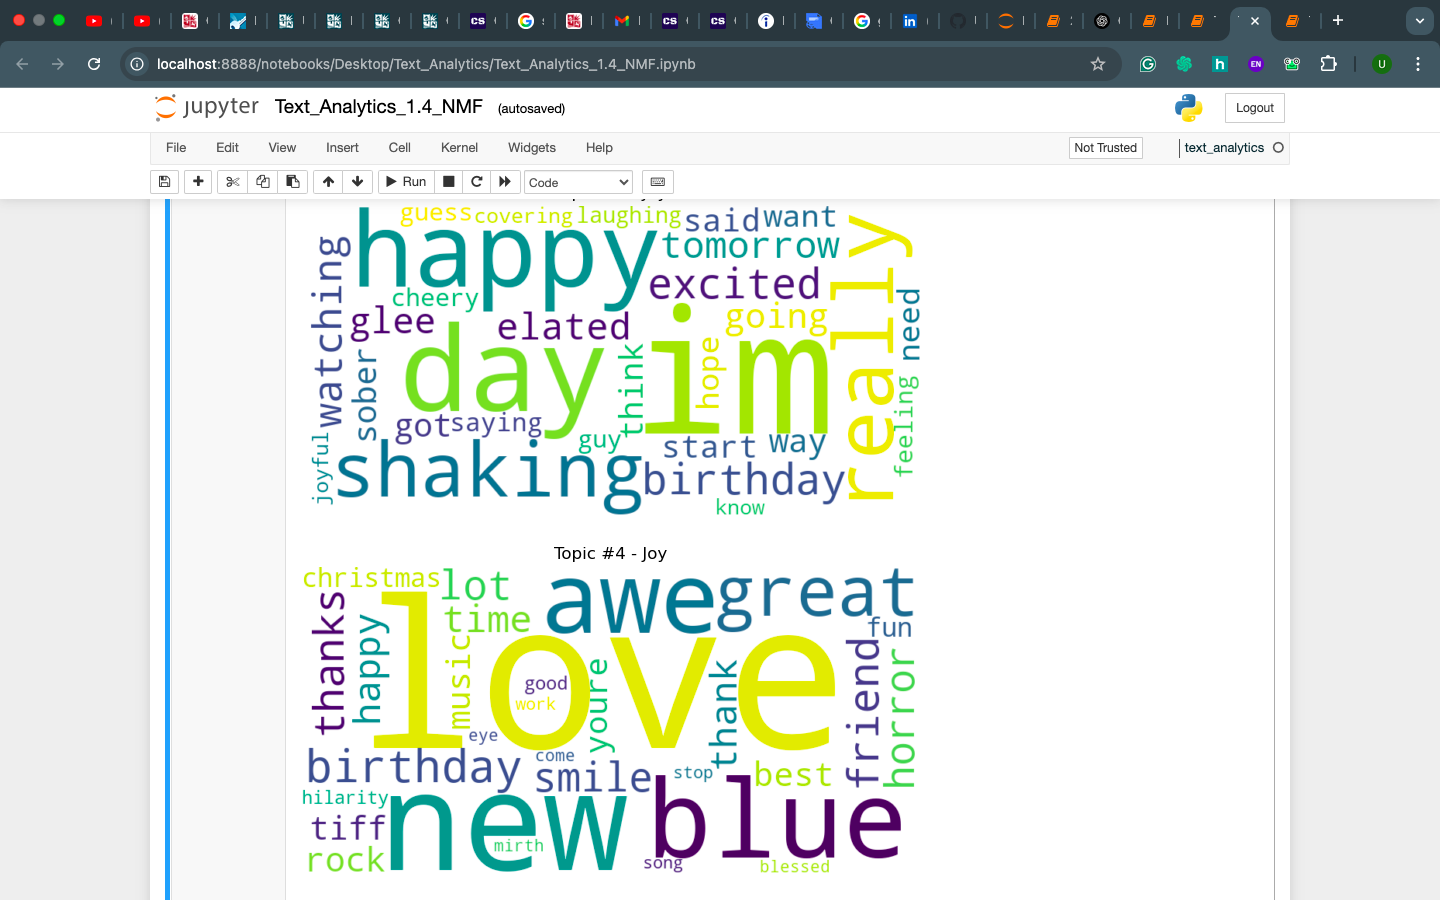 localhost:8888/notebooks/Desktop/Text_Analytics/Text_Analytics_1.4_NMF.ipynb
EN
U
jupyter Text_Analytics_1.4_NMF (autosaved)
Logout
File Edit View Insert Cell Kernel Widgets Help
Not Trusted
text_analytics
Run
Code
guess covering laughing said want
happy tomorrow
watching
excited
really
cheery
need
glee elated going
day im
sober
think
hope
got saying
feeling
guy start way
joyful
shaking birthday
know
Topic #4 - Joy
christmas lot awe great
thanks
happy
time
fun
love
music
good
work
youre
thank
friend
horror
eye
birthday come
smile stop best
hilarity
new blue
tiff
mirth
rock song blessed